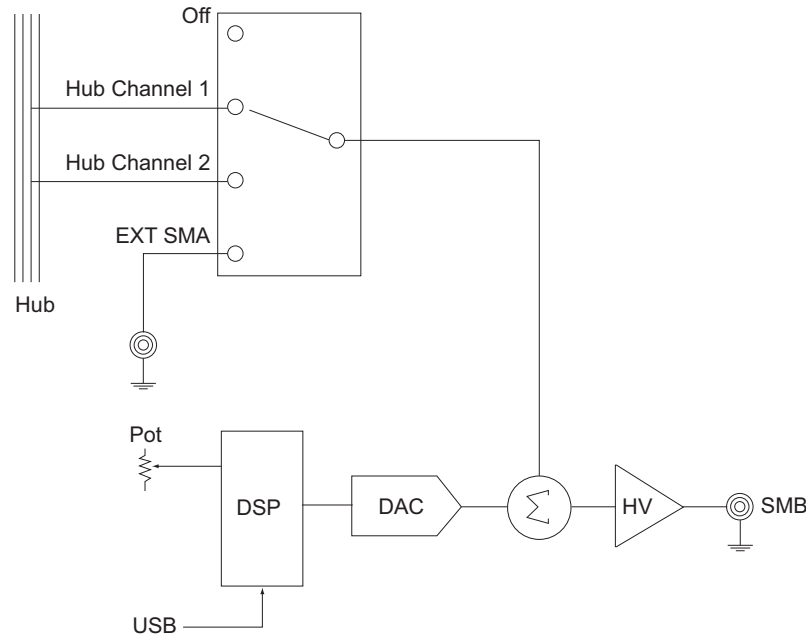 Off
Hub Channel 1
Hub Channel 2
EXT SMA
Hub
Pot
DSP
DAC
Σ
HV
SMB
USB